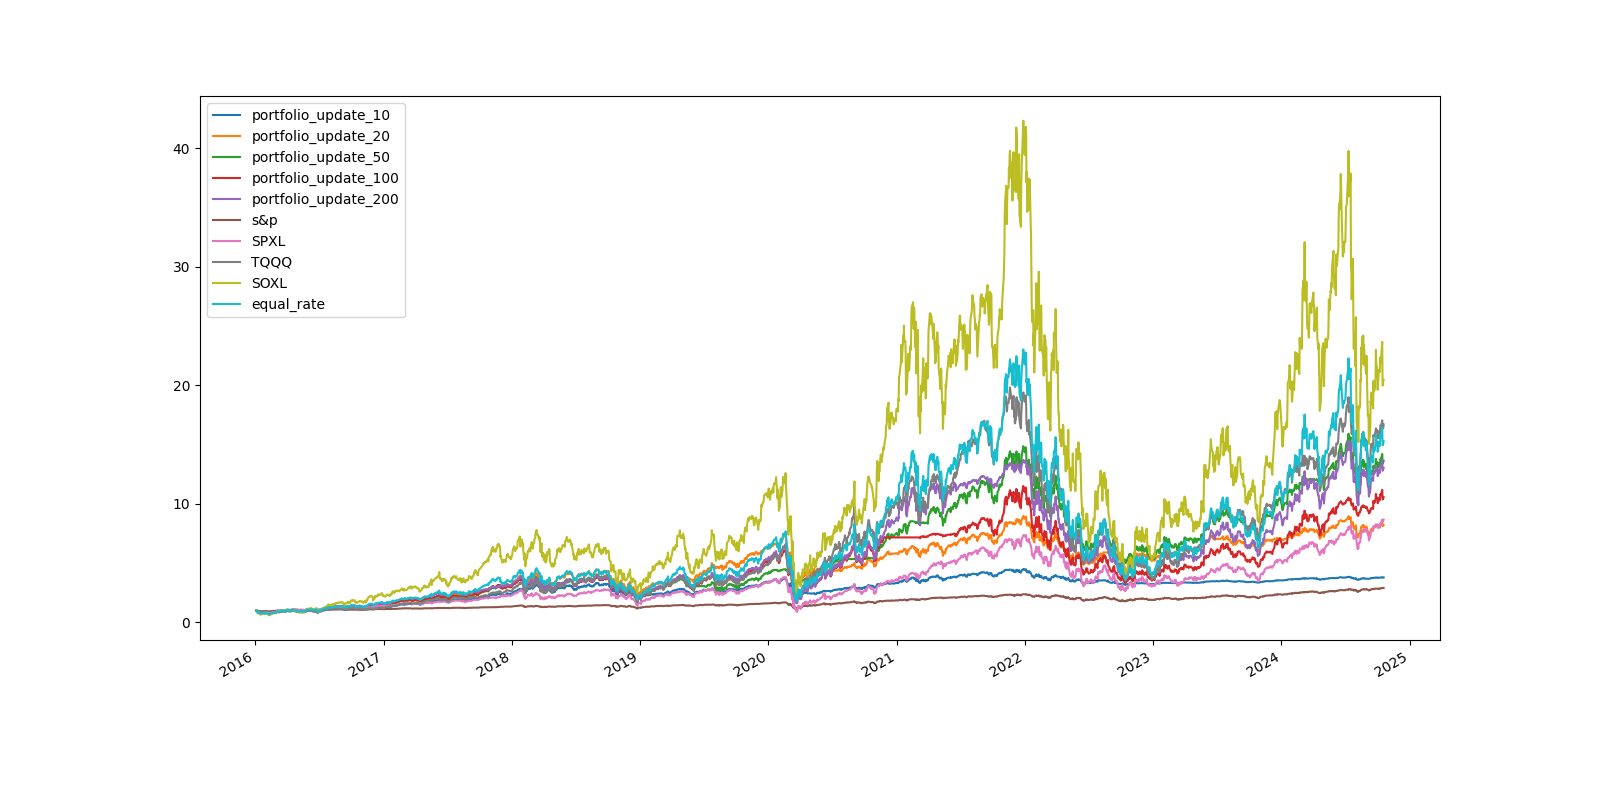 portfolio_update_10
portfolio_update_20
portfolio_update_50
portfolio_update_100
portfolio_update_200
s&p
SPXL
TQQQ
SOXL
equal_rate
40
30
20
10
0
2016
2017
2018
2019
2020
2021
2022
2023
2024
2025